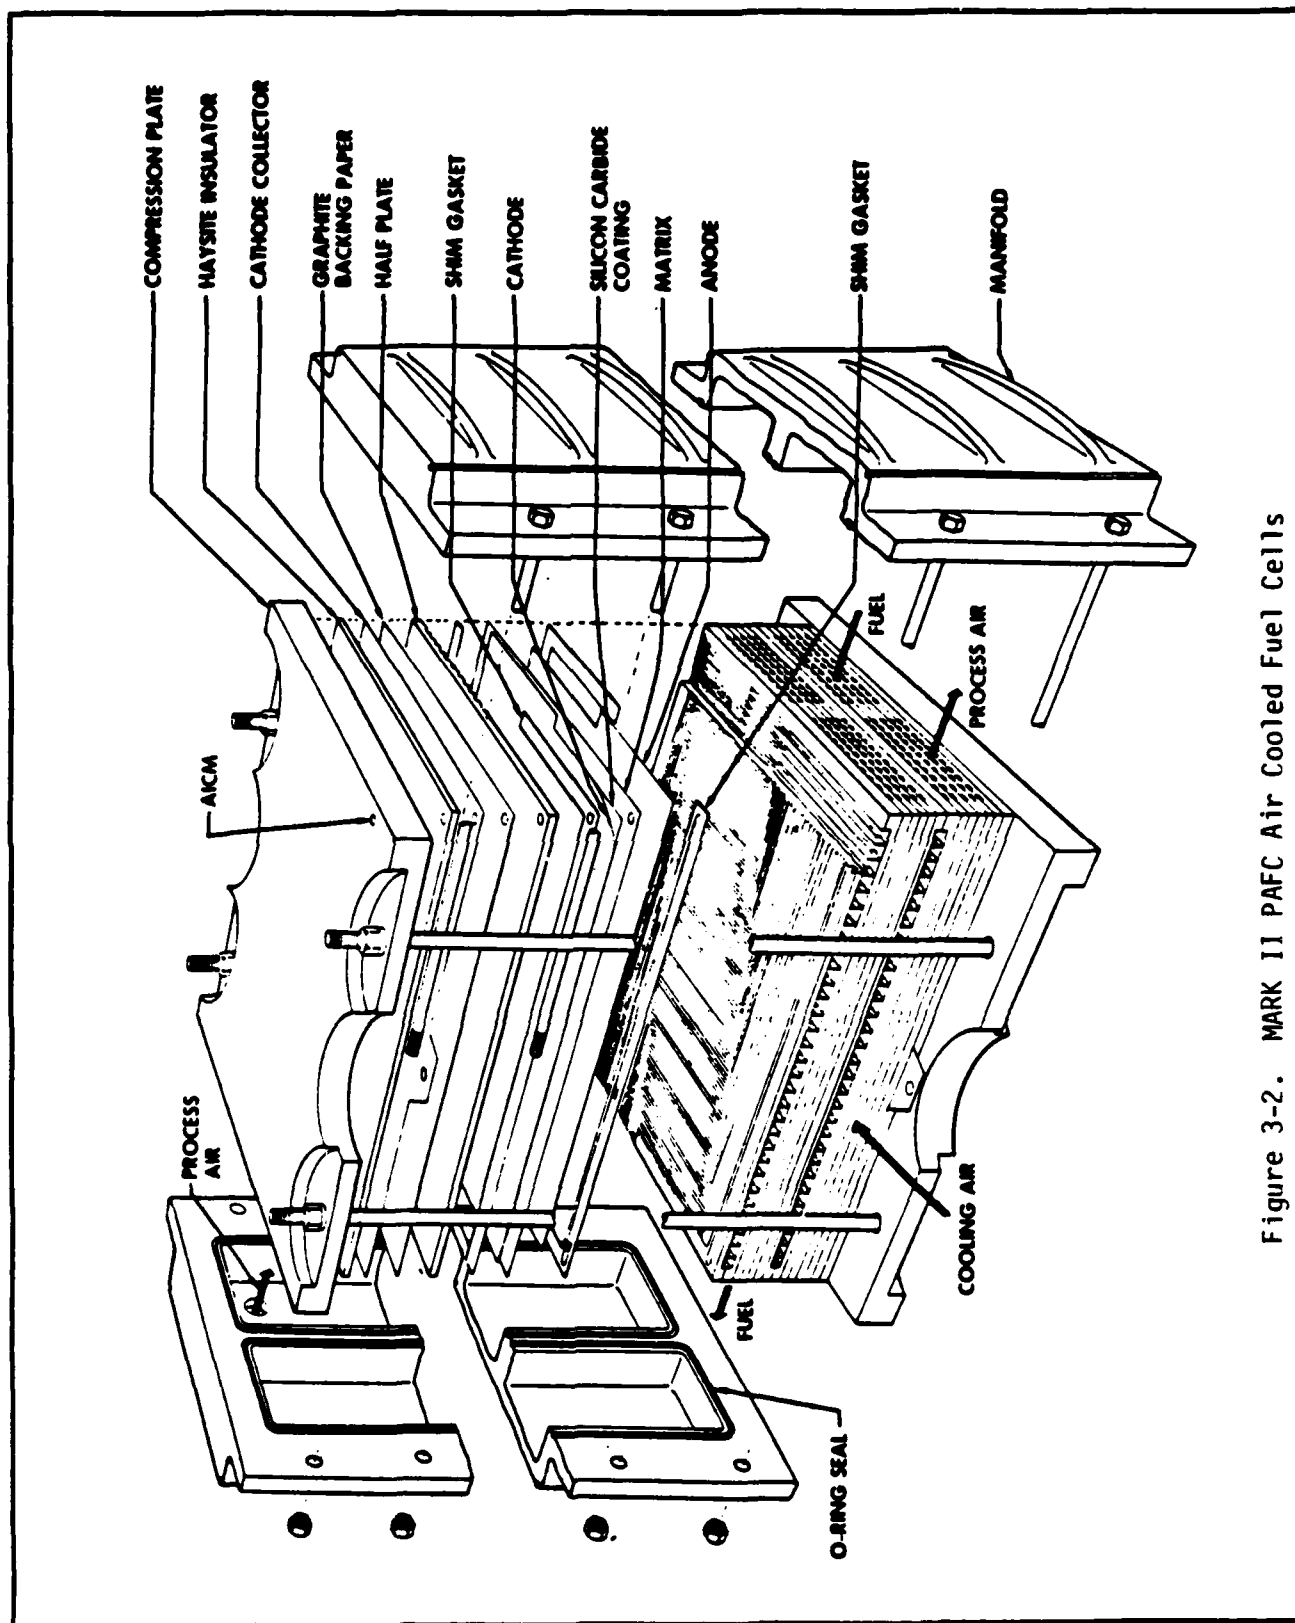 COMPRESSION PLATE
HAYSITE INSULATOR
CATHODE COLLECTOR
GRAPHITE
BACKING PAPER
HALF PLATE
SHIM GASKET
CATHODE
SILICON CARBIDE
COATING
MATRIX
ANODE
SHIM GASKET
MANIFOLD
AICM
PROCESS
AIR
FUEL
PROCESS AIR
COOLING AIR
FUEL
O-RING SEAL
Figure 3-2. MARK II PAFC Air Cooled Fuel Cells